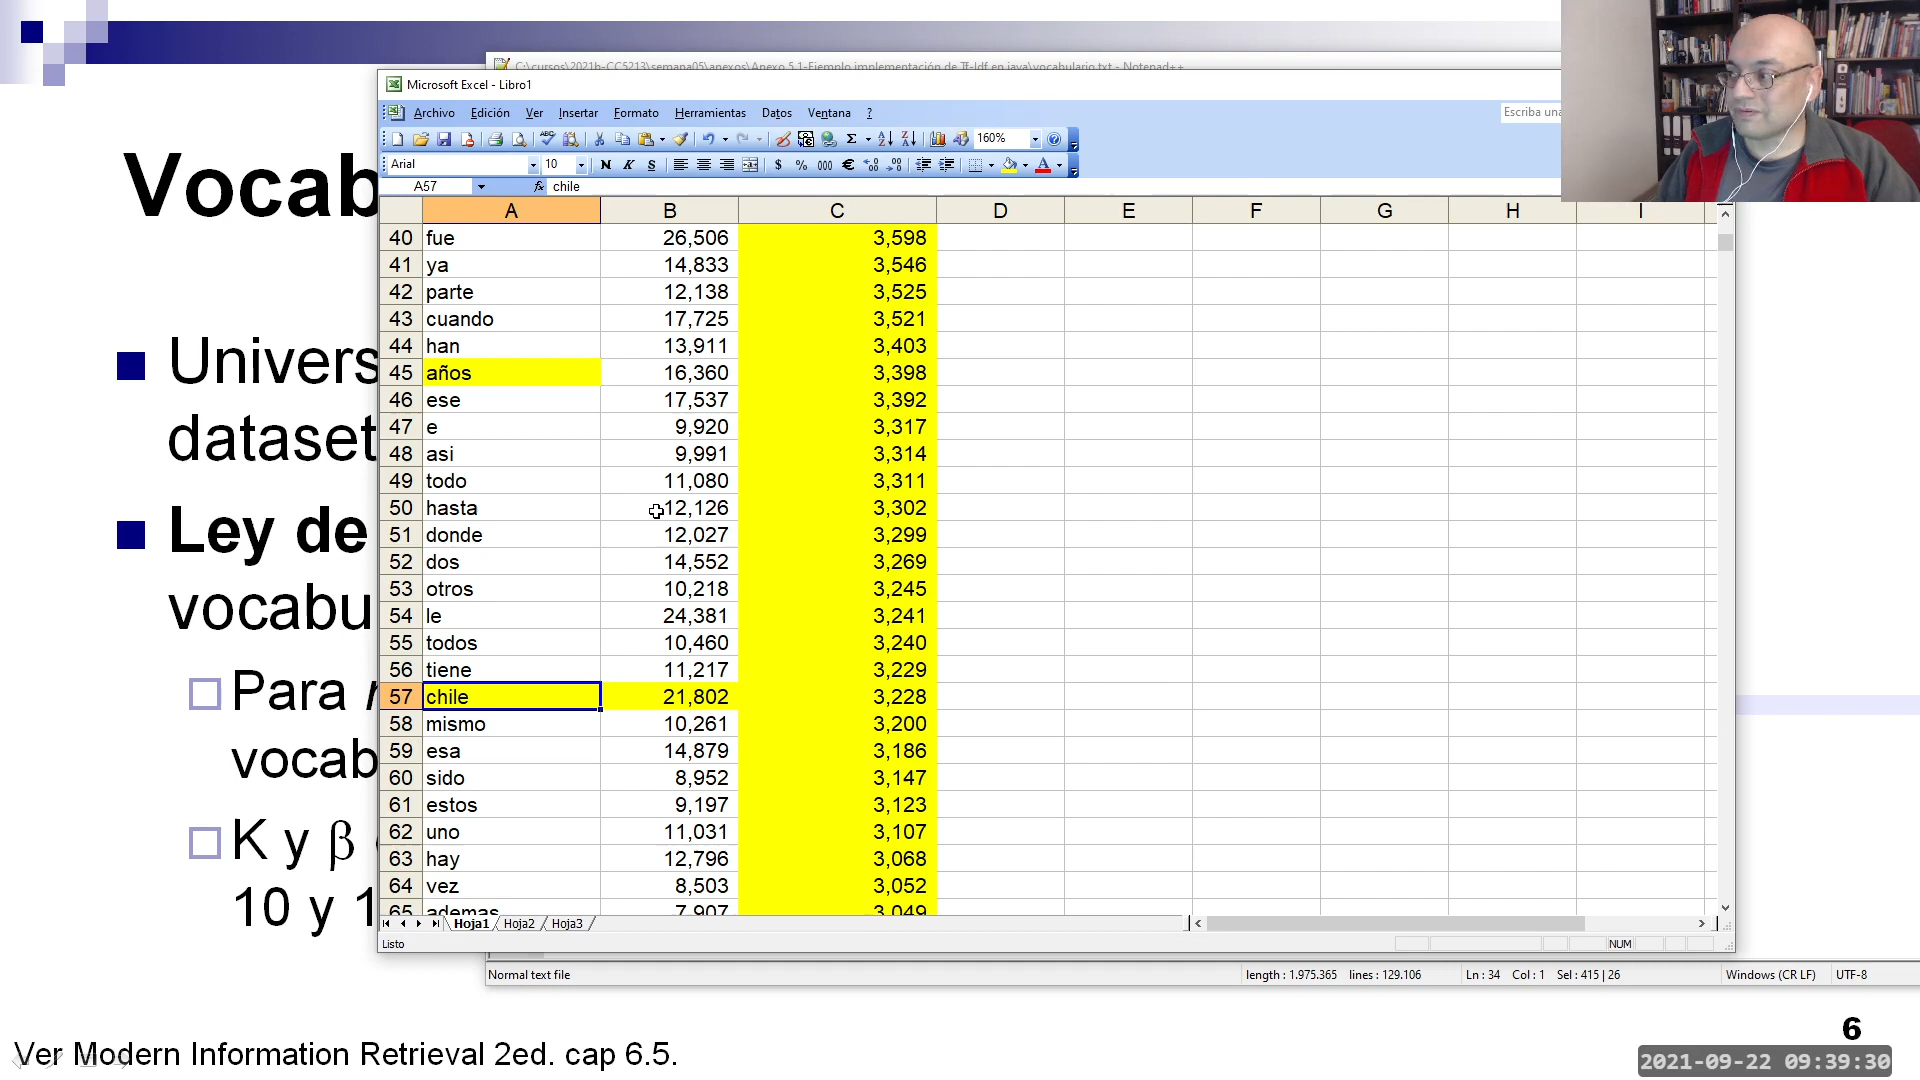 C:\cursos\2021b-CC5213\semana05\anexos\Anexo 5.1-Ejemplo implementación de Tf-Idf en java\vocabulario.txt - Notepad++
Microsoft Excel - Libro1
Archivo Edición Ver Insertar Formato Herramientas Datos Ventana ?
Escriba una
160%
Arial 10 N K S $ % 000 €
A57 fx chile
A B C D E F G H I
40 fue 26,506 3,598
41 ya 14,833 3,546
42 parte 12,138 3,525
43 cuando 17,725 3,521
44 han 13,911 3,403
45 años 16,360 3,398
46 ese 17,537 3,392
47 e 9,920 3,317
48 asi 9,991 3,314
49 todo 11,080 3,311
50 hasta 12,126 3,302
51 donde 12,027 3,299
52 dos 14,552 3,269
53 otros 10,218 3,245
54 le 24,381 3,241
55 todos 10,460 3,240
56 tiene 11,217 3,229
57 chile 21,802 3,228
58 mismo 10,261 3,200
59 esa 14,879 3,186
60 sido 8,952 3,147
61 estos 9,197 3,123
62 uno 11,031 3,107
63 hay 12,796 3,068
64 vez 8,503 3,052
65 ademas 7,907 3,049
Hoja1 Hoja2 Hoja3
Listo NUM
Normal text file length : 1.975.365 lines : 129.106 Ln : 34 Col : 1 Sel : 415 | 26 Windows (CR LF) UTF-8
Vocab
Univers
dataset
Ley de
vocabu
Para
vocab
K y β
10 y 1
6
Ver Modern Information Retrieval 2ed. cap 6.5.
2021-09-22 09:39:30